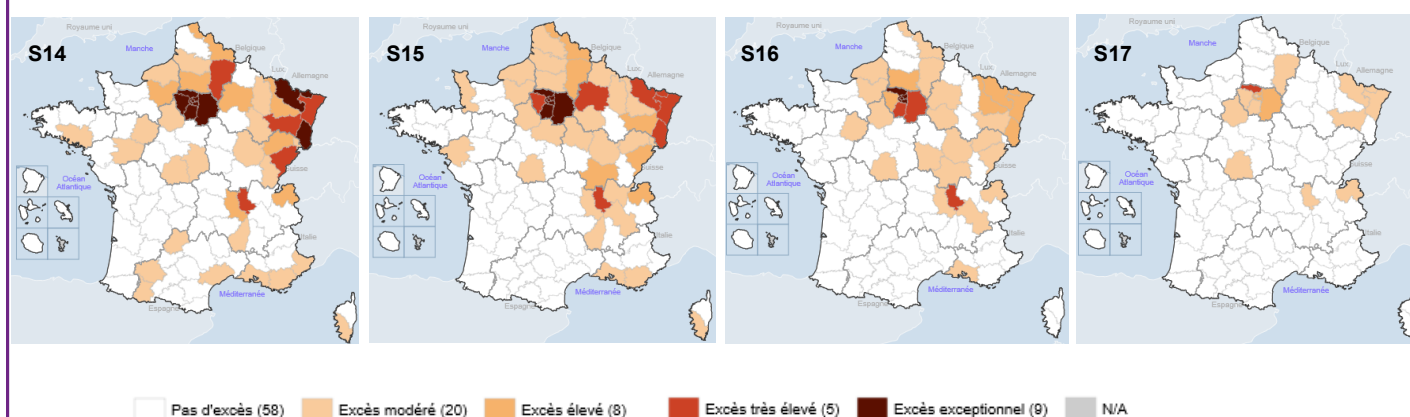 S14
Royaume uni
Manche
Belgique
Lux.
Allemagne
Suisse
Océan
Atlantique
Italie
Méditerranée
Espagne
S15
Royaume uni
Manche
Belgique
Lux.
Allemagne
Suisse
Océan
Atlantique
Italie
Méditerranée
Espagne
S16
Royaume uni
Manche
Belgique
Lux.
Allemagne
Suisse
Océan
Atlantique
Italie
Méditerranée
Espagne
S17
Royaume uni
Manche
Belgique
Lux.
Allemagne
Suisse
Océan
Atlantique
Italie
Méditerranée
Espagne
Pas d'excès (58) Excès modéré (20) Excès élevé (8) Excès très élevé (5) Excès exceptionnel (9) N/A